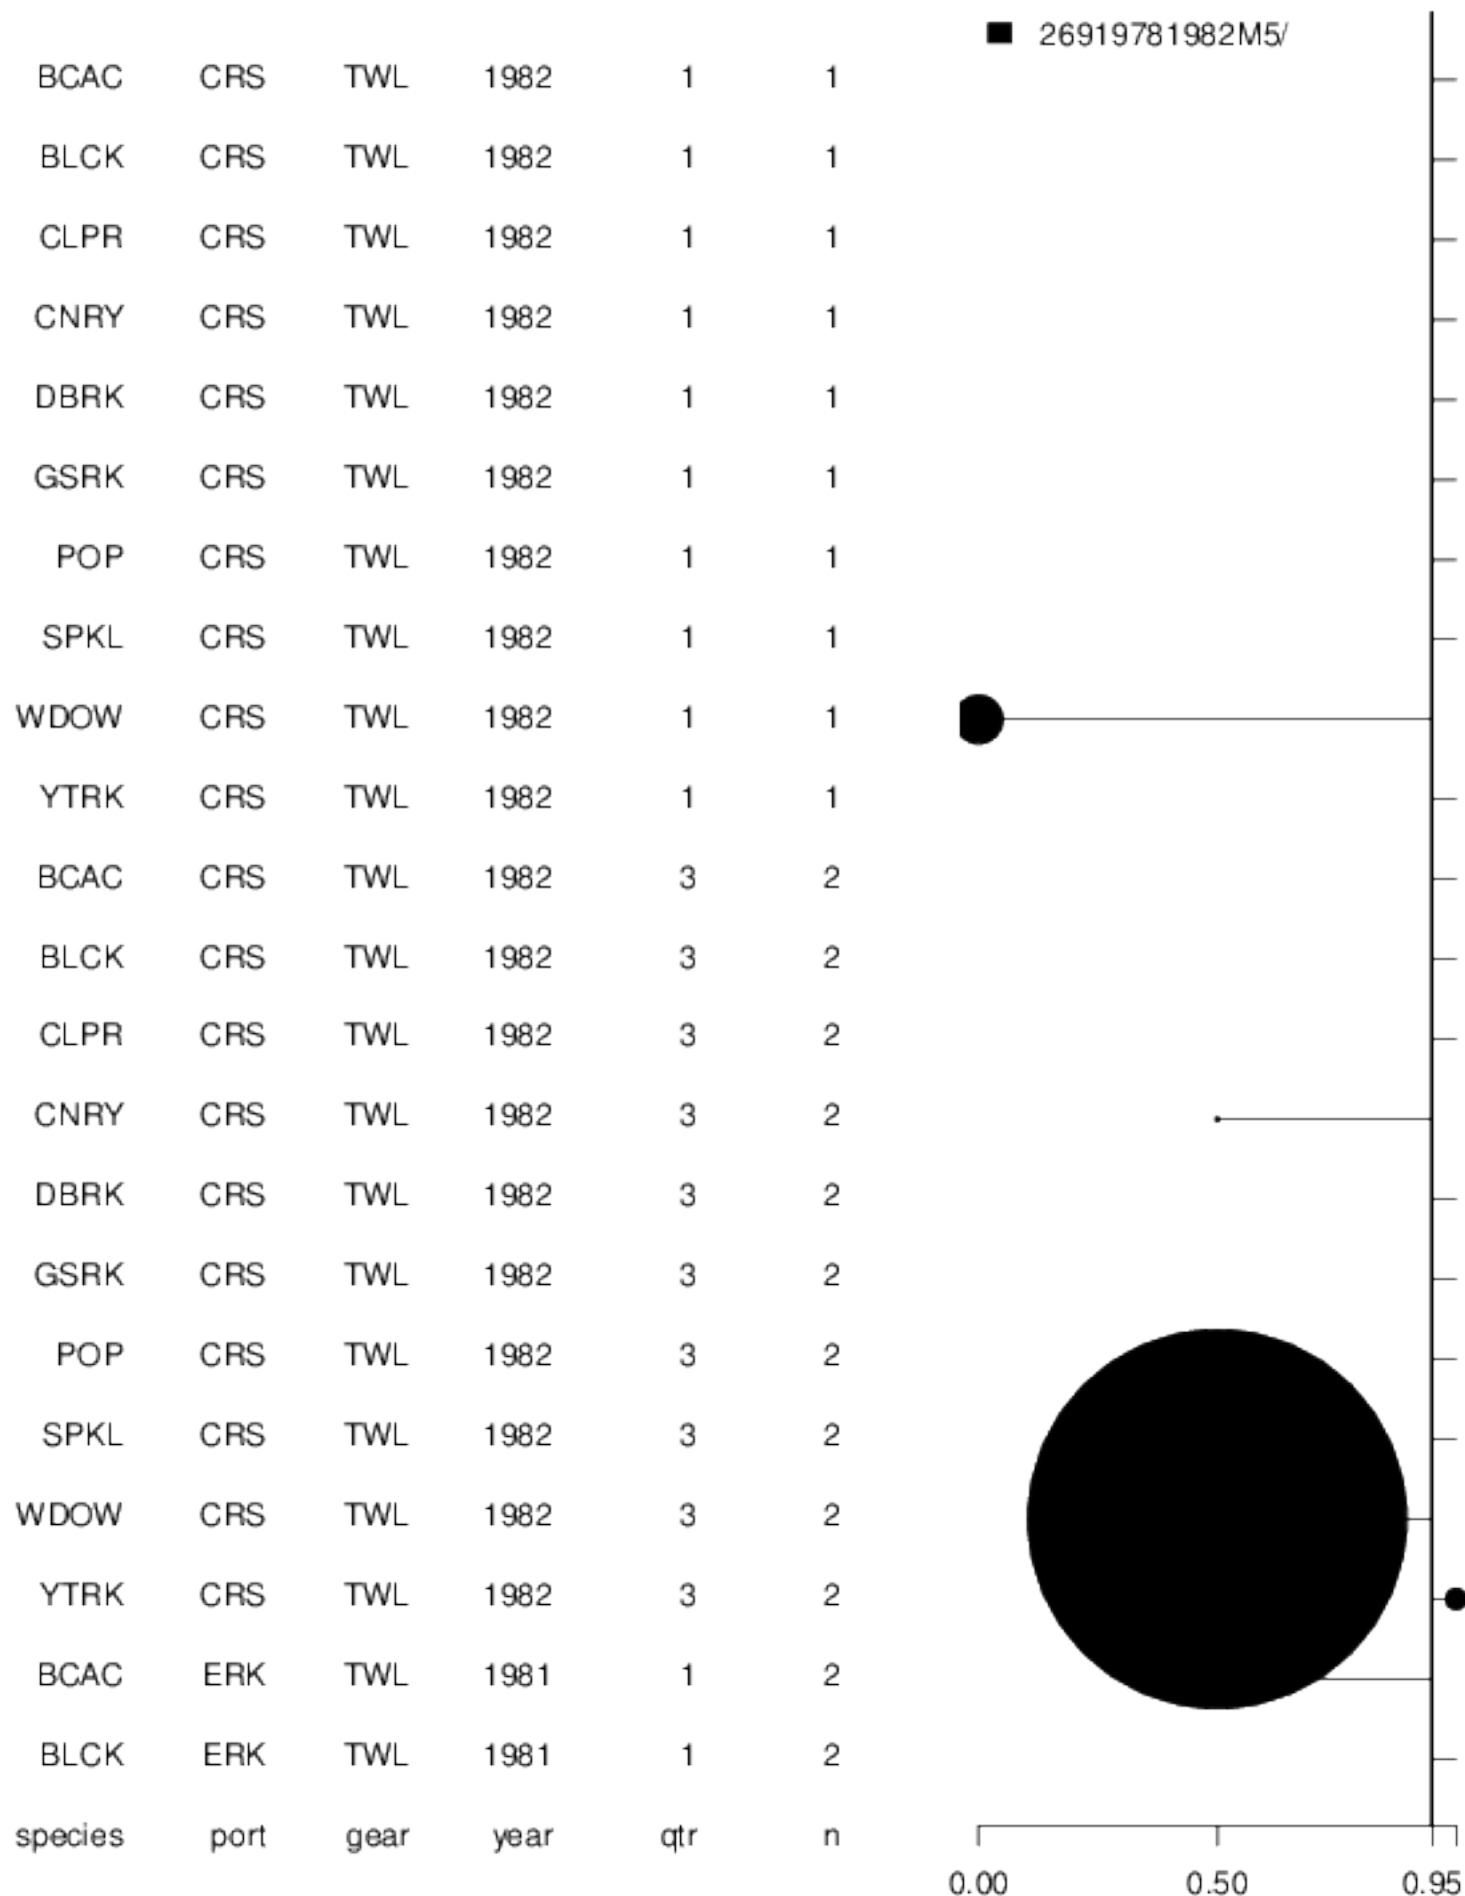 26919781982M5/
BCAC CRS TWL 1982 1 1
BLCK CRS TWL 1982 1 1
CLPR CRS TWL 1982 1 1
CNRY CRS TWL 1982 1 1
DBRK CRS TWL 1982 1 1
GSRK CRS TWL 1982 1 1
POP CRS TWL 1982 1 1
SPKL CRS TWL 1982 1 1
WDOW CRS TWL 1982 1 1
YTRK CRS TWL 1982 1 1
BCAC CRS TWL 1982 3 2
BLCK CRS TWL 1982 3 2
CLPR CRS TWL 1982 3 2
CNRY CRS TWL 1982 3 2
DBRK CRS TWL 1982 3 2
GSRK CRS TWL 1982 3 2
POP CRS TWL 1982 3 2
SPKL CRS TWL 1982 3 2
WDOW CRS TWL 1982 3 2
YTRK CRS TWL 1982 3 2
BCAC ERK TWL 1981 1 2
BLCK ERK TWL 1981 1 2
species port gear year qtr n
0.00 0.50 0.95